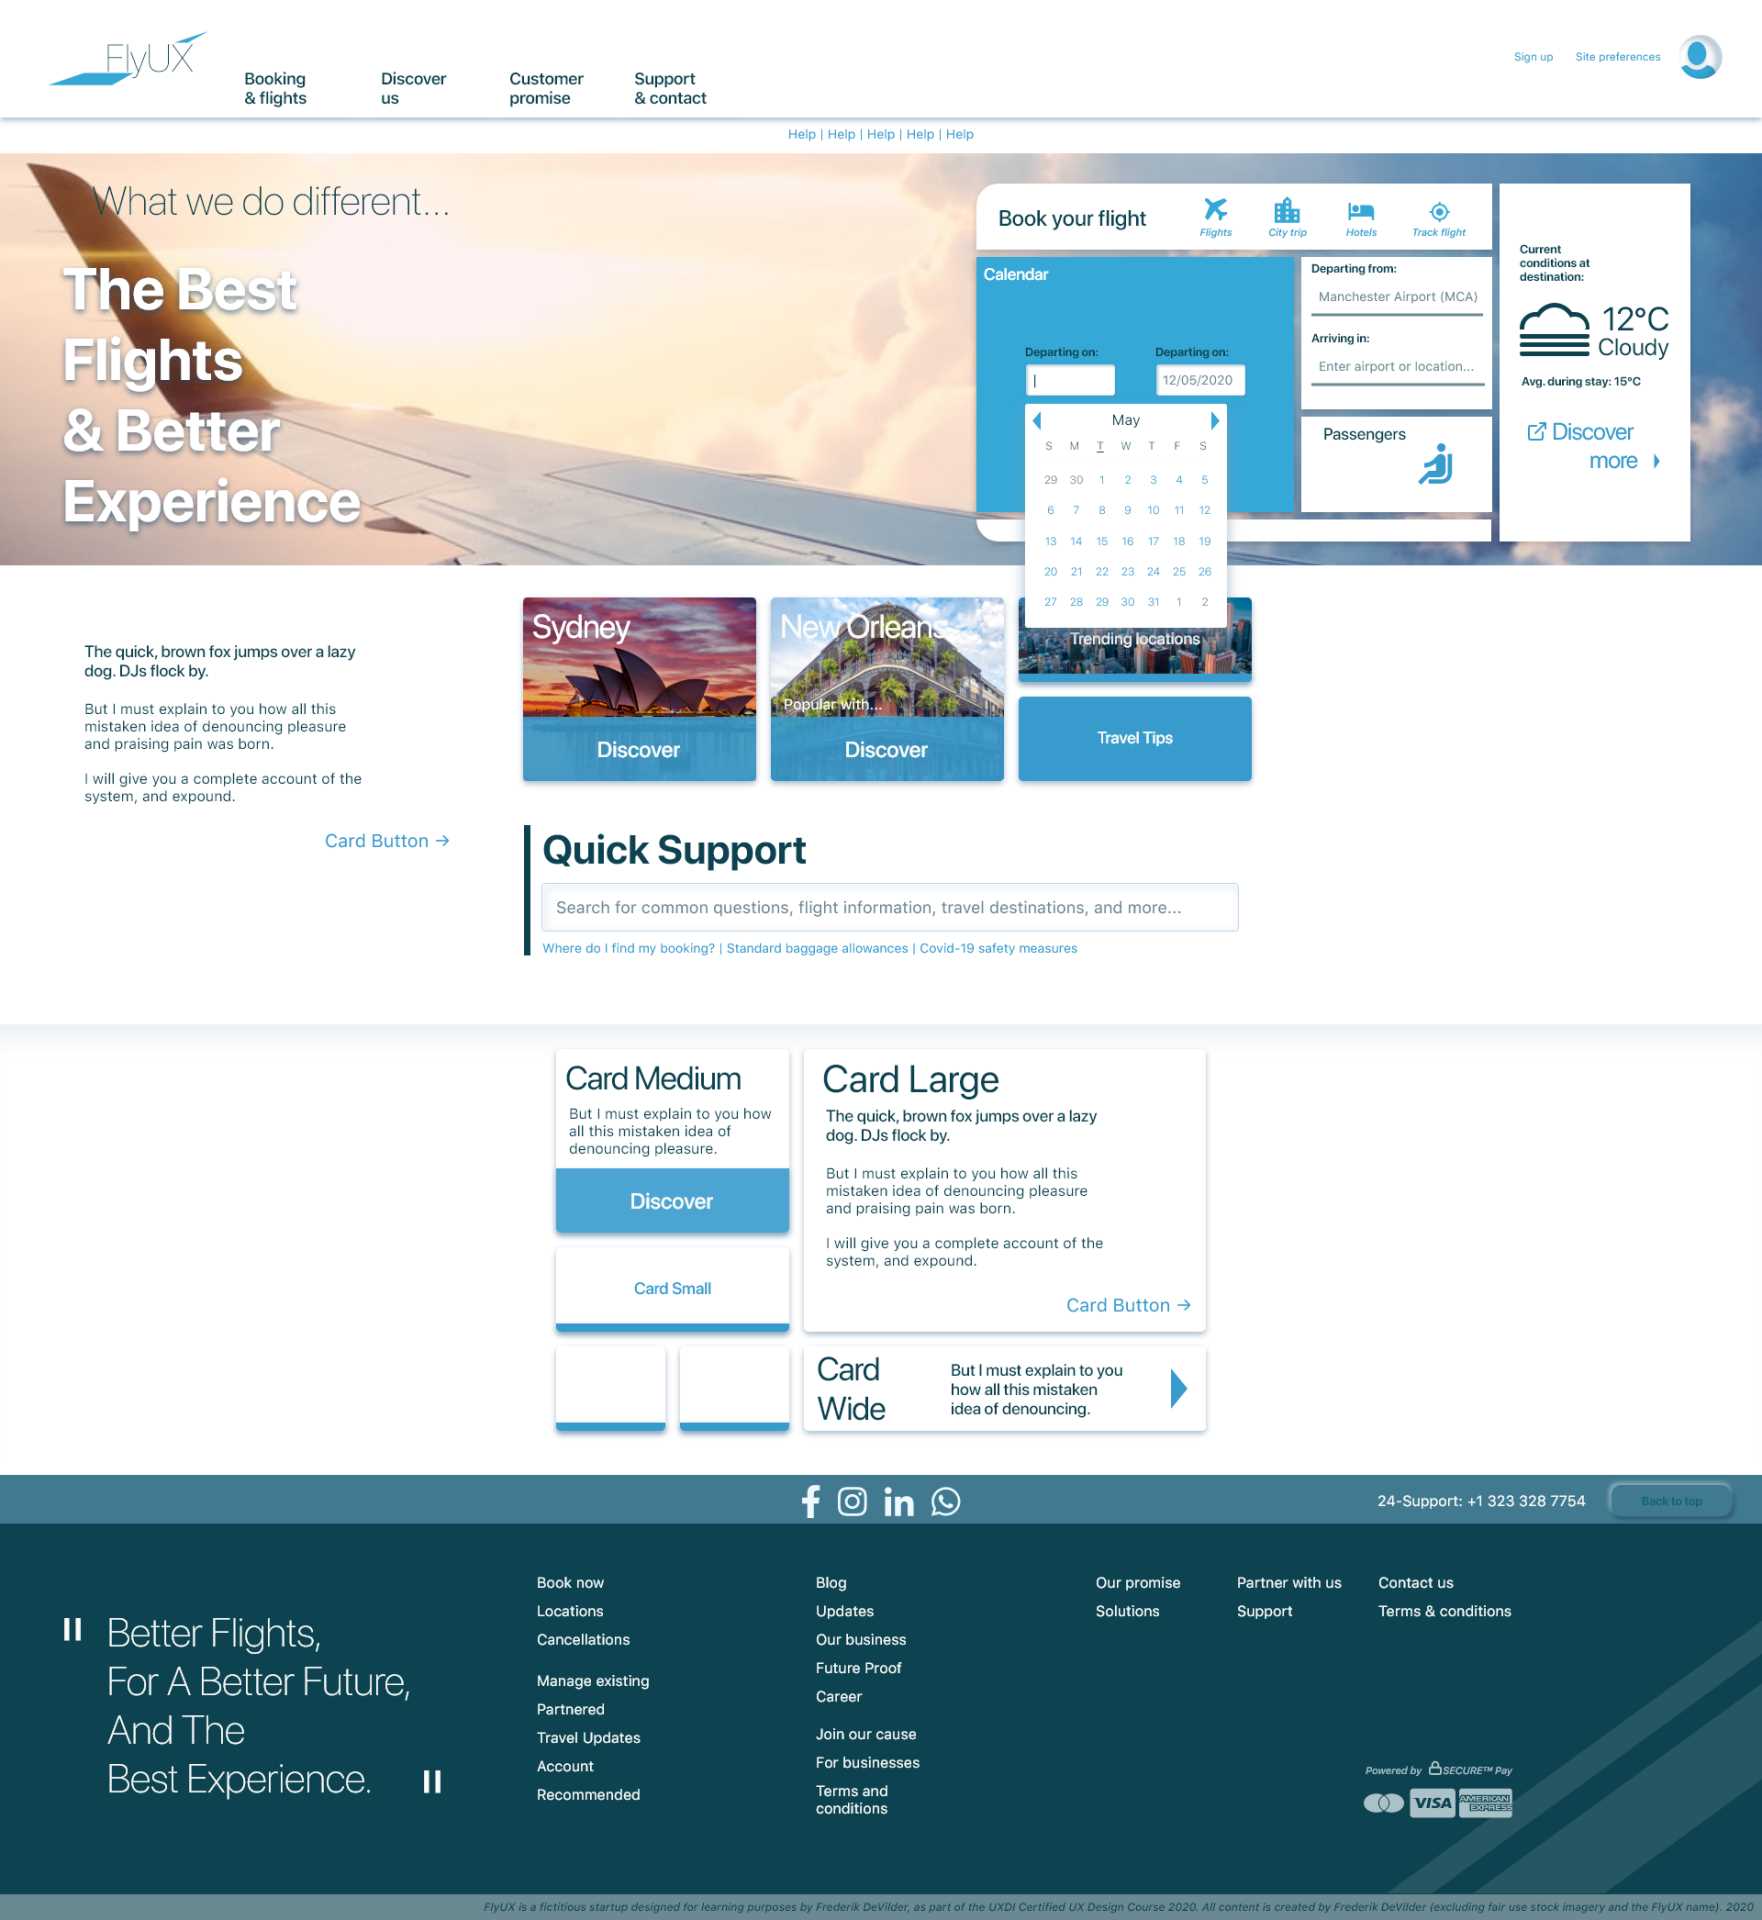 FlyUX
Booking
& flights
Discover
us
Customer
promise
Support
& contact
Sign up
Site preferences
Help | Help | Help | Help | Help
What we do different...
The Best
Flights
& Better
Experience
Book your flight
Flights
City trip
Hotels
Track flight
Calendar
Departing on:
Departing on:
12/05/2020
May
S M T W T F S
29 30 1 2 3 4 5
6 7 8 9 10 11 12
13 14 15 16 17 18 19
20 21 22 23 24 25 26
27 28 29 30 31 1 2
Departing from:
Manchester Airport (MCA)
Arriving in:
Enter airport or location...
Passengers
Current
conditions at
destination:
12°C
Cloudy
Avg. during stay: 15°C
Discover
more
The quick, brown fox jumps over a lazy
dog. DJs flock by.
But I must explain to you how all this
mistaken idea of denouncing pleasure
and praising pain was born.
I will give you a complete account of the
system, and expound.
Card Button →
Sydney
Discover
New Orleans
Popular with...
Discover
Trending locations
Travel Tips
Quick Support
Search for common questions, flight information, travel destinations, and more...
Where do I find my booking? | Standard baggage allowances | Covid-19 safety measures
Card Medium
But I must explain to you how
all this mistaken idea of
denouncing pleasure.
Discover
Card Small
Card Large
The quick, brown fox jumps over a lazy
dog. DJs flock by.
But I must explain to you how all this
mistaken idea of denouncing pleasure
and praising pain was born.
I will give you a complete account of the
system, and expound.
Card Button →
Card
Wide
But I must explain to you
how all this mistaken
idea of denouncing.
24-Support: +1 323 328 7754
Back to top
" Better Flights,
For A Better Future,
And The
Best Experience. "
Book now
Locations
Cancellations
Manage existing
Partnered
Travel Updates
Account
Recommended
Blog
Updates
Our business
Future Proof
Career
Join our cause
For businesses
Terms and
conditions
Our promise
Solutions
Partner with us
Support
Contact us
Terms & conditions
Powered by SECURE™ Pay
VISA
AMERICAN
EXPRESS
FlyUX is a fictitious startup designed for learning purposes by Frederik DeVilder, as part of the UXDI Certified UX Design Course 2020. All content is created by Frederik DeVilder (excluding fair use stock imagery and the FlyUX name). 2020